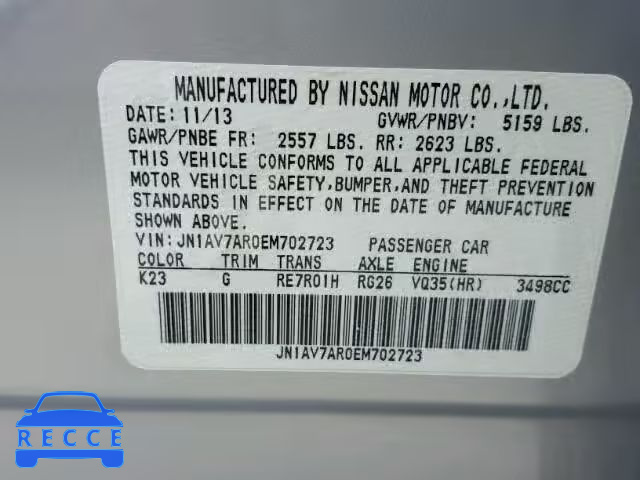 MANUFACTURED BY NISSAN MOTOR CO.,LTD.
DATE: 11/13 GVWR/PNBV: 5159 LBS.
GAWR/PNBE FR: 2557 LBS. RR: 2623 LBS.
THIS VEHICLE CONFORMS TO ALL APPLICABLE FEDERAL
MOTOR VEHICLE SAFETY,BUMPER,AND THEFT PREVENTION
STANDARDS IN EFFECT ON THE DATE OF MANUFACTURE
SHOWN ABOVE.
VIN: JN1AV7AR0EM702723 PASSENGER CAR
COLOR TRIM TRANS AXLE ENGINE
K23 G RE7R01H RG26 VQ35(HR) 3498CC
JN1AV7AR0EM702723
RECCE